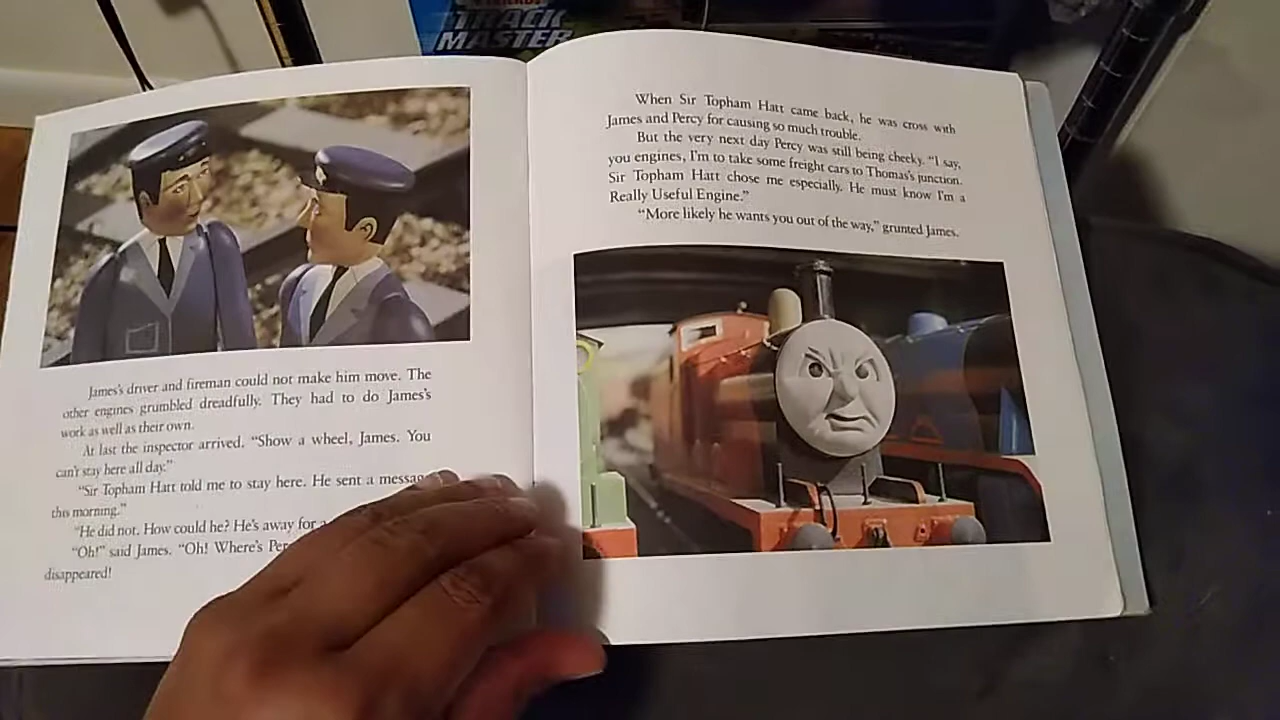 TRACK
MASTER
James's driver and fireman could not make him move. The
other engines grumbled dreadfully. They had to do James's
work as well as their own.
At last the inspector arrived. "Show a wheel, James. You
can't stay here all day."
"Sir Topham Hatt told me to stay here. He sent a
this morning."
"He did not. How could he? He's away for
"Oh!" said James. "Oh! Where's
disappeared!
When Sir Topham Hatt came back, he was cross with
James and Percy for causing so much trouble.
But the very next day Percy was still being cheeky. "I say,
you engines, I'm to take some freight cars to Thomas's junction.
Sir Topham Hatt chose me especially. He must know I'm a
Really Useful Engine."
"More likely he wants you out of the way," grunted James.